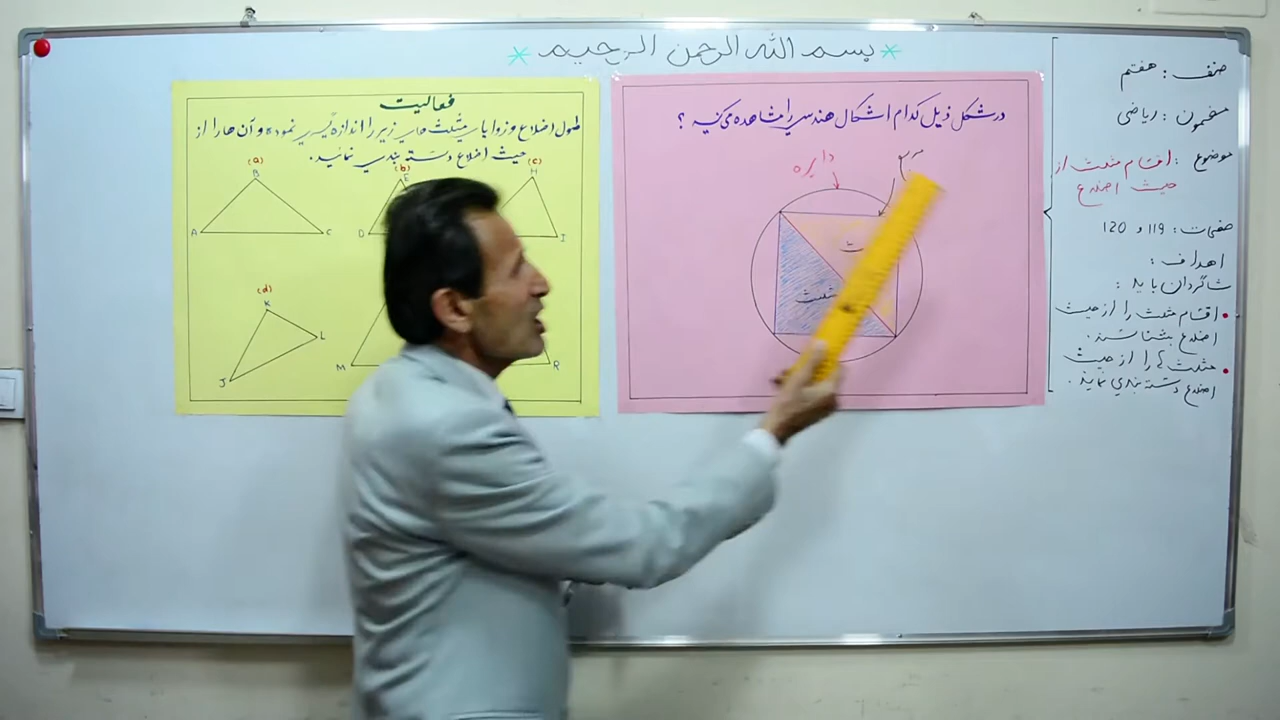 بسم الله الرحمن الرحیم
صنف : هفتم
مضمون : ریاضی
موضوع : اقسام مثلث از
حیث اضلاع
صفحات : 119 و 120
اهداف :
شاگردان باید :
اقسام مثلث را از حیث
اضلاع بشناسند.
مثلث ها را از حیث
اضلاع دسته بندی نمایند.
در شکل ذیل کدام اشکال هندسی را مشاهده می کنید ؟
دایره
مثلث
فعالیت
طول اضلاع و زوایای مثلث های زیر را اندازه گیری نموده و آن ها را از
حیث اضلاع دسته بندی نمائید.
(a)
B
A
C
(b)
E
D
(c)
H
I
(d)
K
L
J
M
R